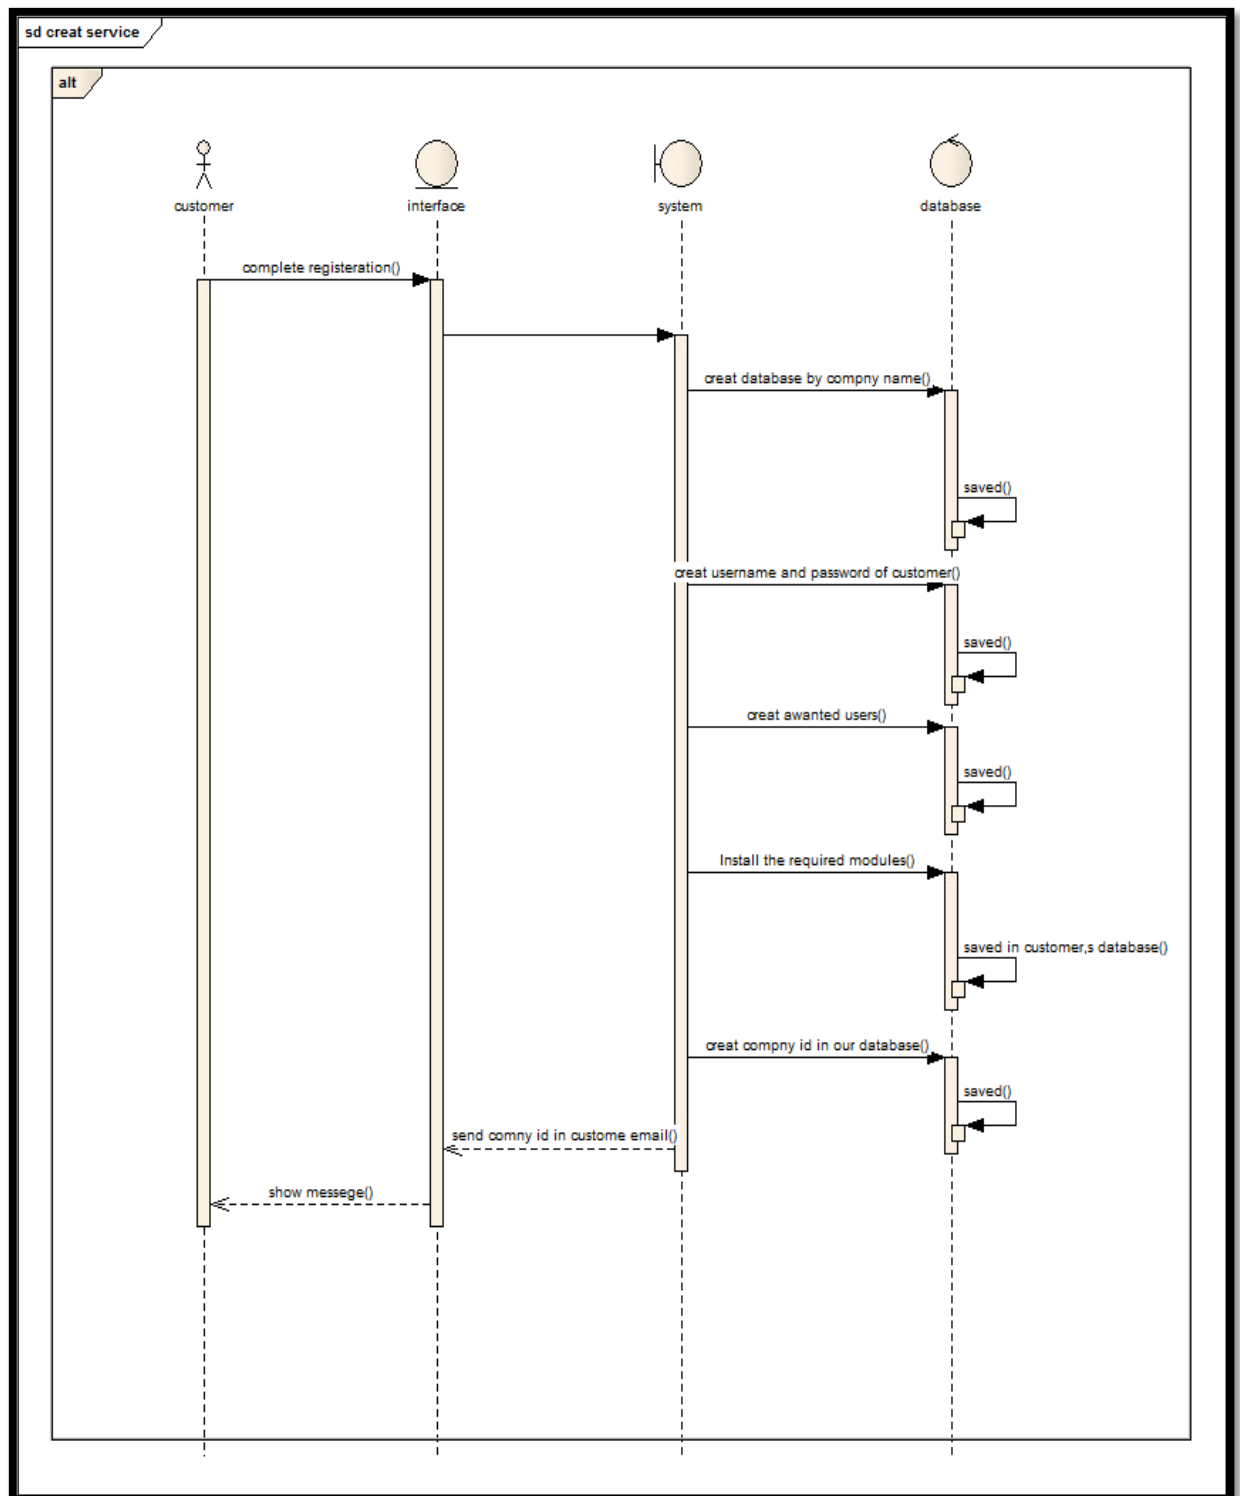 sd creat service
alt
customer
interface
system
database
complete registeration()
creat database by compny name()
saved()
creat username and password of customer()
saved()
creat awanted users()
saved()
Install the required modules()
saved in customer,s database()
creat compny id in our database()
saved()
send comny id in custome email()
show messege()